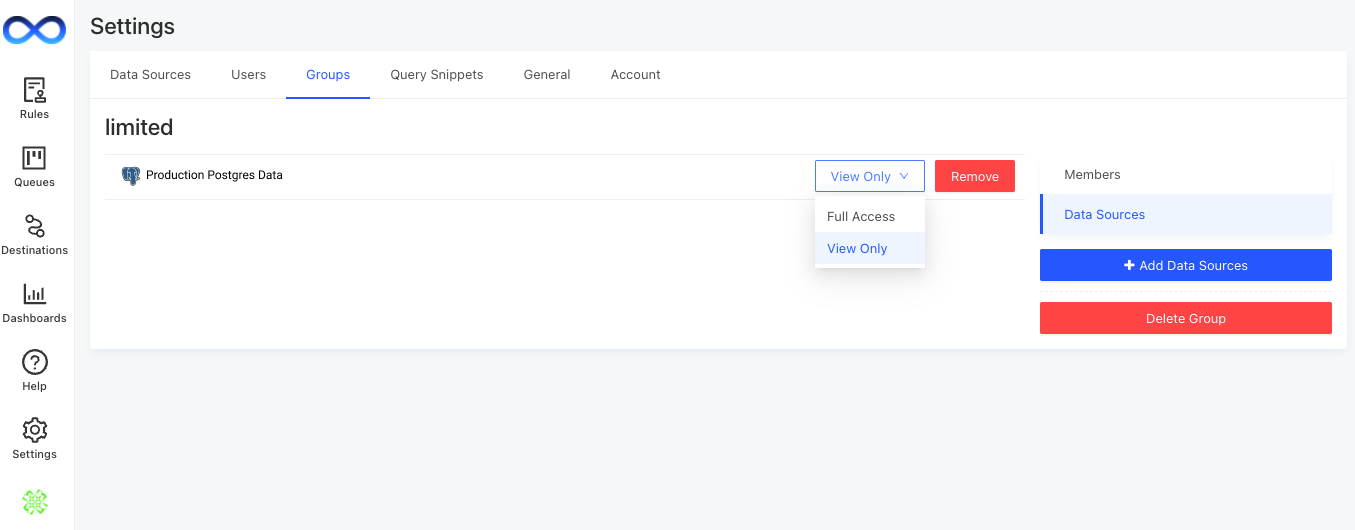 Settings
Data Sources Users Groups Query Snippets General Account
limited
Production Postgres Data View Only Remove
Full Access
View Only
Members
Data Sources
Add Data Sources
Delete Group
Rules
Queues
Destinations
Dashboards
Help
Settings